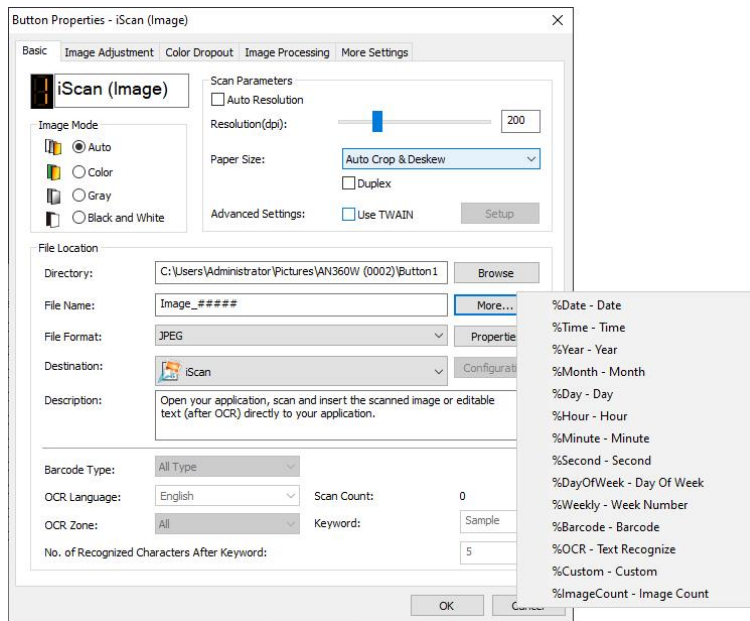 Button Properties - iScan (Image)
Basic Image Adjustment Color Dropout Image Processing More Settings
1 iScan (Image)
Image Mode
Auto
Color
Gray
Black and White
Scan Parameters
Auto Resolution
Resolution(dpi): 200
Paper Size: Auto Crop & Deskew
Duplex
Advanced Settings: Use TWAIN Setup
File Location
Directory: C:\Users\Administrator\Pictures\AN360W (0002)\Button1 Browse
File Name: Image_##### More...
File Format: JPEG Propertie
Destination: iScan Configurati
Description: Open your application, scan and insert the scanned image or editable
text (after OCR) directly to your application.
Barcode Type: All Type
OCR Language: English Scan Count: 0
OCR Zone: All Keyword: Sample
No. of Recognized Characters After Keyword: 5
OK
%Date - Date
%Time - Time
%Year - Year
%Month - Month
%Day - Day
%Hour - Hour
%Minute - Minute
%Second - Second
%DayOfWeek - Day Of Week
%Weekly - Week Number
%Barcode - Barcode
%OCR - Text Recognize
%Custom - Custom
%ImageCount - Image Count